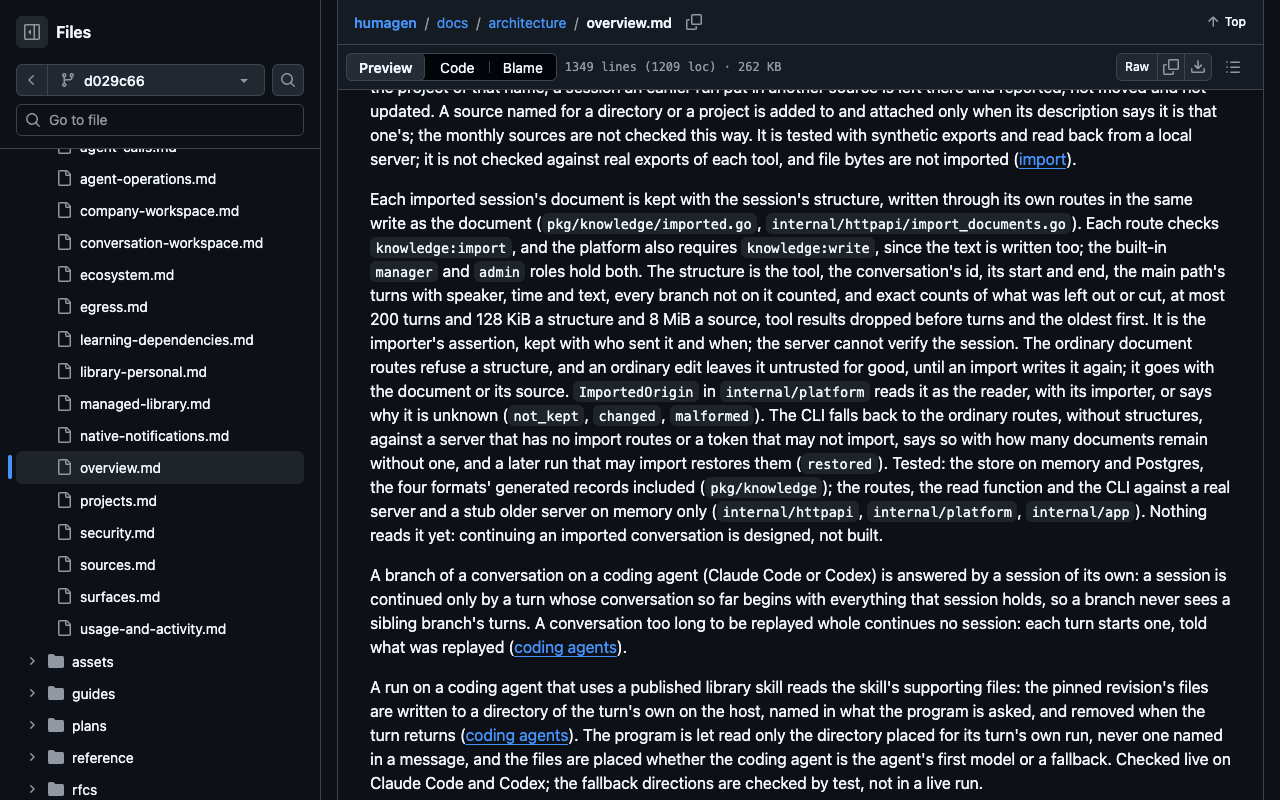 Files
d029c66
Go to file
agent-calls.md
agent-operations.md
company-workspace.md
conversation-workspace.md
ecosystem.md
egress.md
learning-dependencies.md
library-personal.md
managed-library.md
native-notifications.md
overview.md
projects.md
security.md
sources.md
surfaces.md
usage-and-activity.md
assets
guides
plans
reference
rfcs
humagen / docs / architecture / overview.md
Top
Preview Code Blame 1349 lines (1209 loc) · 262 KB
Raw
the project of that name; a session an earlier run put in another source is left there and reported, not moved and not
updated. A source named for a directory or a project is added to and attached only when its description says it is that
one's; the monthly sources are not checked this way. It is tested with synthetic exports and read back from a local
server; it is not checked against real exports of each tool, and file bytes are not imported (import).
Each imported session's document is kept with the session's structure, written through its own routes in the same
write as the document ( pkg/knowledge/imported.go , internal/httpapi/import_documents.go ). Each route checks
knowledge:import , and the platform also requires knowledge:write , since the text is written too; the built-in
manager and admin roles hold both. The structure is the tool, the conversation's id, its start and end, the main path's
turns with speaker, time and text, every branch not on it counted, and exact counts of what was left out or cut, at most
200 turns and 128 KiB a structure and 8 MiB a source, tool results dropped before turns and the oldest first. It is the
importer's assertion, kept with who sent it and when; the server cannot verify the session. The ordinary document
routes refuse a structure, and an ordinary edit leaves it untrusted for good, until an import writes it again; it goes with
the document or its source. ImportedOrigin in internal/platform reads it as the reader, with its importer, or says
why it is unknown ( not_kept , changed , malformed ). The CLI falls back to the ordinary routes, without structures,
against a server that has no import routes or a token that may not import, says so with how many documents remain
without one, and a later run that may import restores them ( restored ). Tested: the store on memory and Postgres,
the four formats' generated records included ( pkg/knowledge ); the routes, the read function and the CLI against a real
server and a stub older server on memory only ( internal/httpapi , internal/platform , internal/app ). Nothing
reads it yet: continuing an imported conversation is designed, not built.
A branch of a conversation on a coding agent (Claude Code or Codex) is answered by a session of its own: a session is
continued only by a turn whose conversation so far begins with everything that session holds, so a branch never sees a
sibling branch's turns. A conversation too long to be replayed whole continues no session: each turn starts one, told
what was replayed (coding agents).
A run on a coding agent that uses a published library skill reads the skill's supporting files: the pinned revision's files
are written to a directory of the turn's own on the host, named in what the program is asked, and removed when the
turn returns (coding agents). The program is let read only the directory placed for its turn's own run, never one named
in a message, and the files are placed whether the coding agent is the agent's first model or a fallback. Checked live on
Claude Code and Codex; the fallback directions are checked by test, not in a live run.